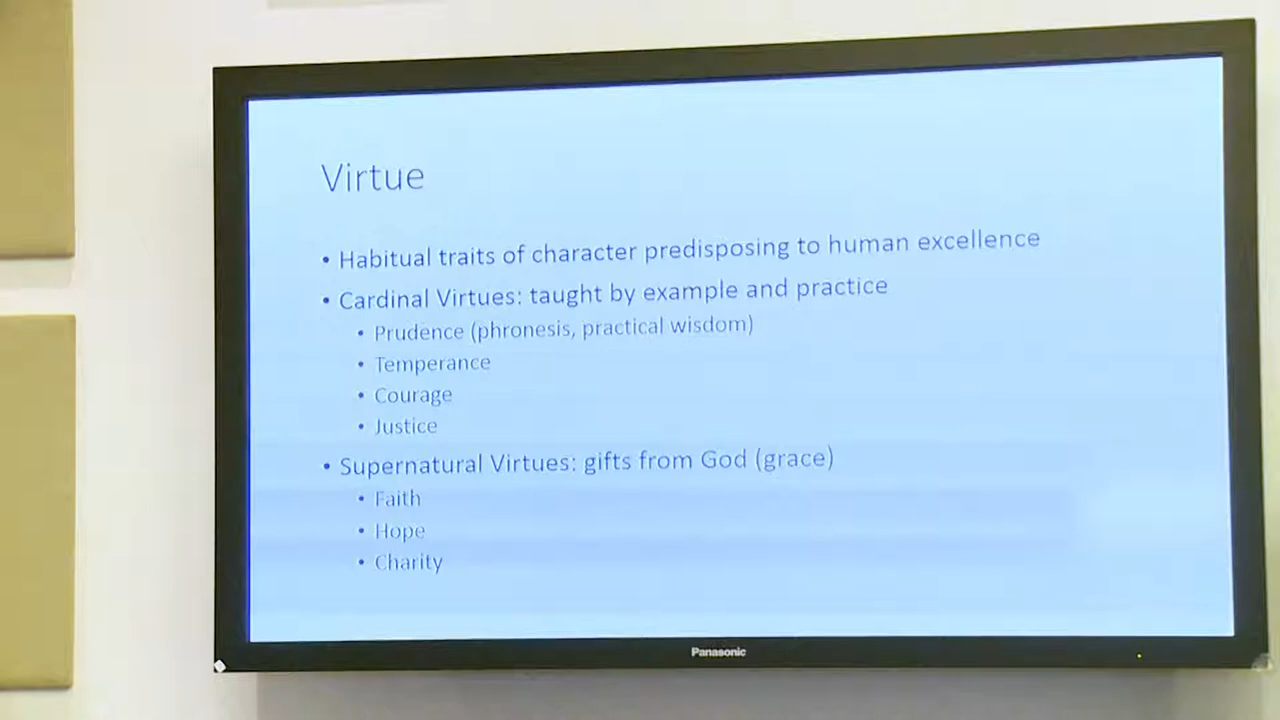 Virtue
• Habitual traits of character predisposing to human excellence
• Cardinal Virtues: taught by example and practice
• Prudence (phronesis, practical wisdom)
• Temperance
• Courage
• Justice
• Supernatural Virtues: gifts from God (grace)
• Faith
• Hope
• Charity
Panasonic